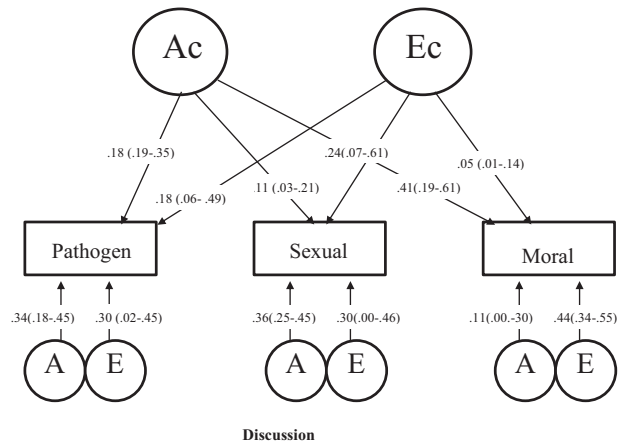 Ac Ec
.18 (.19-.35)
.24(.07-.61)
.05 (.01-.14)
.18 (.06- .49)
.11 (.03-.21)
.41(.19-.61)
Pathogen Sexual Moral
.34(.18-.45) .30 (.02-.45) .36(.25-.45) .30(.00-.46) .11(.00-.30) .44(.34-.55)
A E A E A E
Discussion